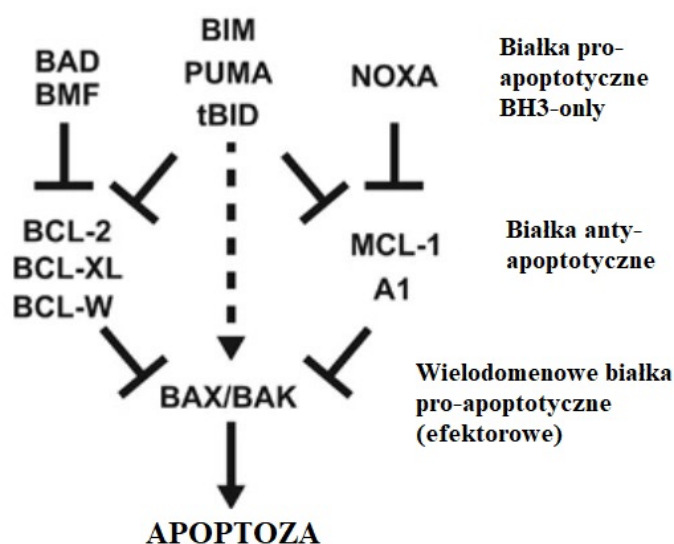 BAD
BMF
BIM
PUMA
tBID
NOXA
Białka pro-
apoptotyczne
BH3-only
BCL-2
BCL-XL
BCL-W
MCL-1
A1
Białka anty-
apoptotyczne
BAX/BAK
Wielodomenowe białka
pro-apoptotyczne
(efektorowe)
APOPTOZA